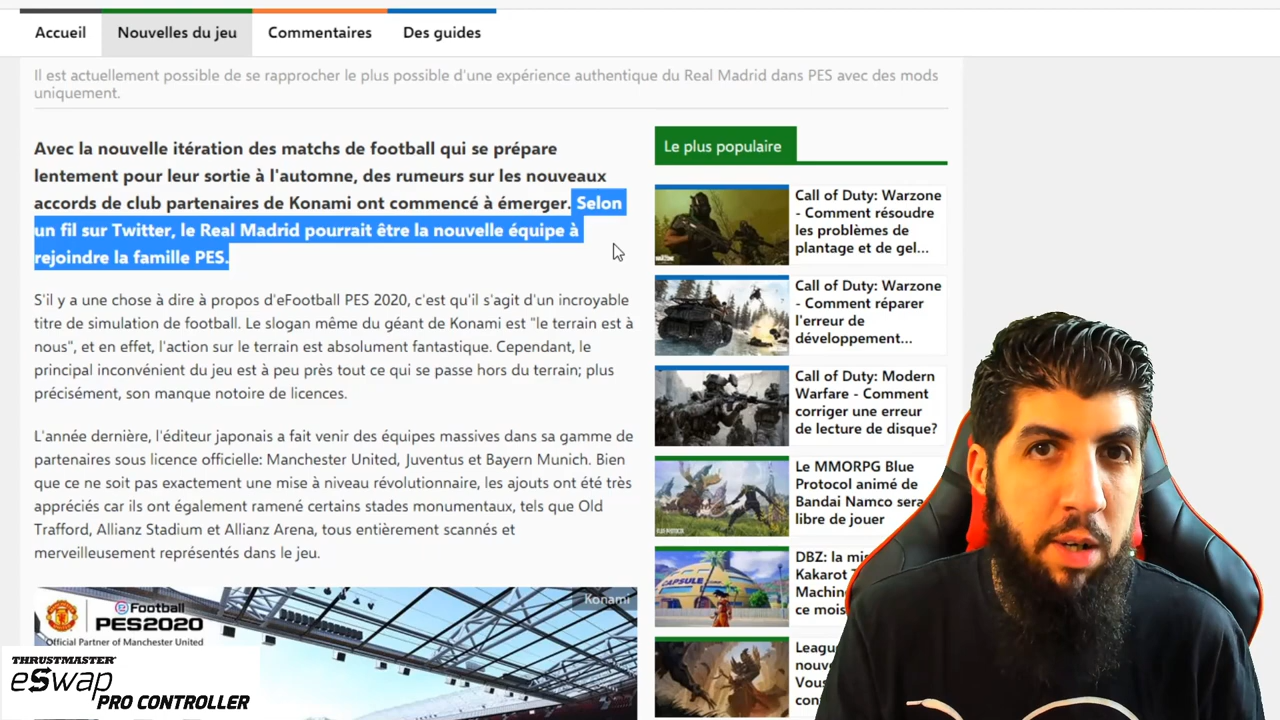 Accueil
Nouvelles du jeu
Commentaires
Des guides
Il est actuellement possible de se rapprocher le plus possible d'une expérience authentique du Real Madrid dans PES avec des mods
uniquement.
Avec la nouvelle itération des matchs de football qui se prépare
lentement pour leur sortie à l'automne, des rumeurs sur les nouveaux
accords de club partenaires de Konami ont commencé à émerger. Selon
un fil sur Twitter, le Real Madrid pourrait être la nouvelle équipe à
rejoindre la famille PES.
S'il y a une chose à dire à propos d'eFootball PES 2020, c'est qu'il s'agit d'un incroyable
titre de simulation de football. Le slogan même du géant de Konami est "le terrain est à
nous", et en effet, l'action sur le terrain est absolument fantastique. Cependant, le
principal inconvénient du jeu est à peu près tout ce qui se passe hors du terrain; plus
précisément, son manque notoire de licences.
L'année dernière, l'éditeur japonais a fait venir des équipes massives dans sa gamme de
partenaires sous licence officielle: Manchester United, Juventus et Bayern Munich. Bien
que ce ne soit pas exactement une mise à niveau révolutionnaire, les ajouts ont été très
appréciés car ils ont également ramené certains stades monumentaux, tels que Old
Trafford, Allianz Stadium et Allianz Arena, tous entièrement scannés et
merveilleusement représentés dans le jeu.
Konami
eFootball
PES2020
Official Partner of Manchester United
THRUSTMASTER
eSwap
PRO CONTROLLER
Le plus populaire
Call of Duty: Warzone
- Comment résoudre
les problèmes de
plantage et de gel...
Call of Duty: Warzone
- Comment réparer
l'erreur de
développement...
Call of Duty: Modern
Warfare - Comment
corriger une erreur
de lecture de disque?
Le MMORPG Blue
Protocol animé de
Bandai Namco sera
libre de jouer
DBZ: la
Kakarot
ce mois
CAPSULE